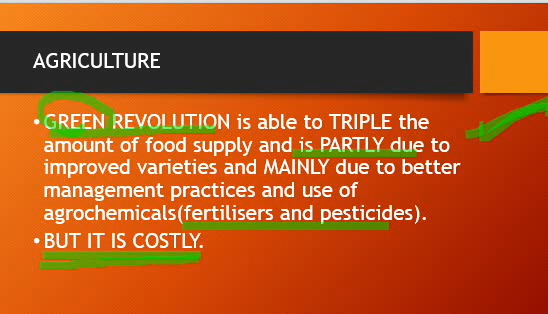 AGRICULTURE
• GREEN REVOLUTION is able to TRIPLE the
amount of food supply and is PARTLY due to
improved varieties and MAINLY due to better
management practices and use of
agrochemicals(fertilisers and pesticides).
• BUT IT IS COSTLY.